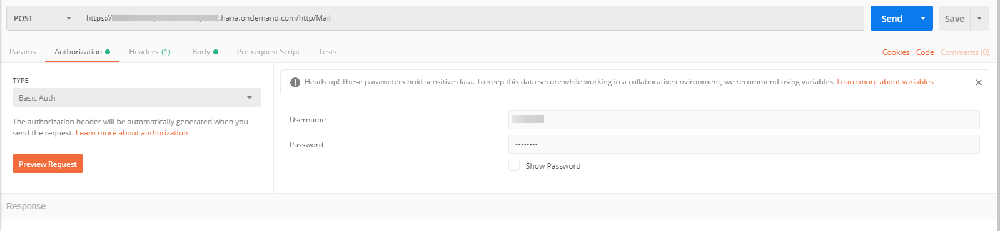 POST https:// .hana.ondemand.com/http/Mail Send Save
Params Authorization Headers (1) Body Pre-request Script Tests Cookies Code Comments (0)
TYPE
Basic Auth
The authorization header will be automatically generated when you
send the request. Learn more about authorization
Preview Request
Heads up! These parameters hold sensitive data. To keep this data secure while working in a collaborative environment, we recommend using variables. Learn more about variables
Username
Password ••••••••
Show Password
Response